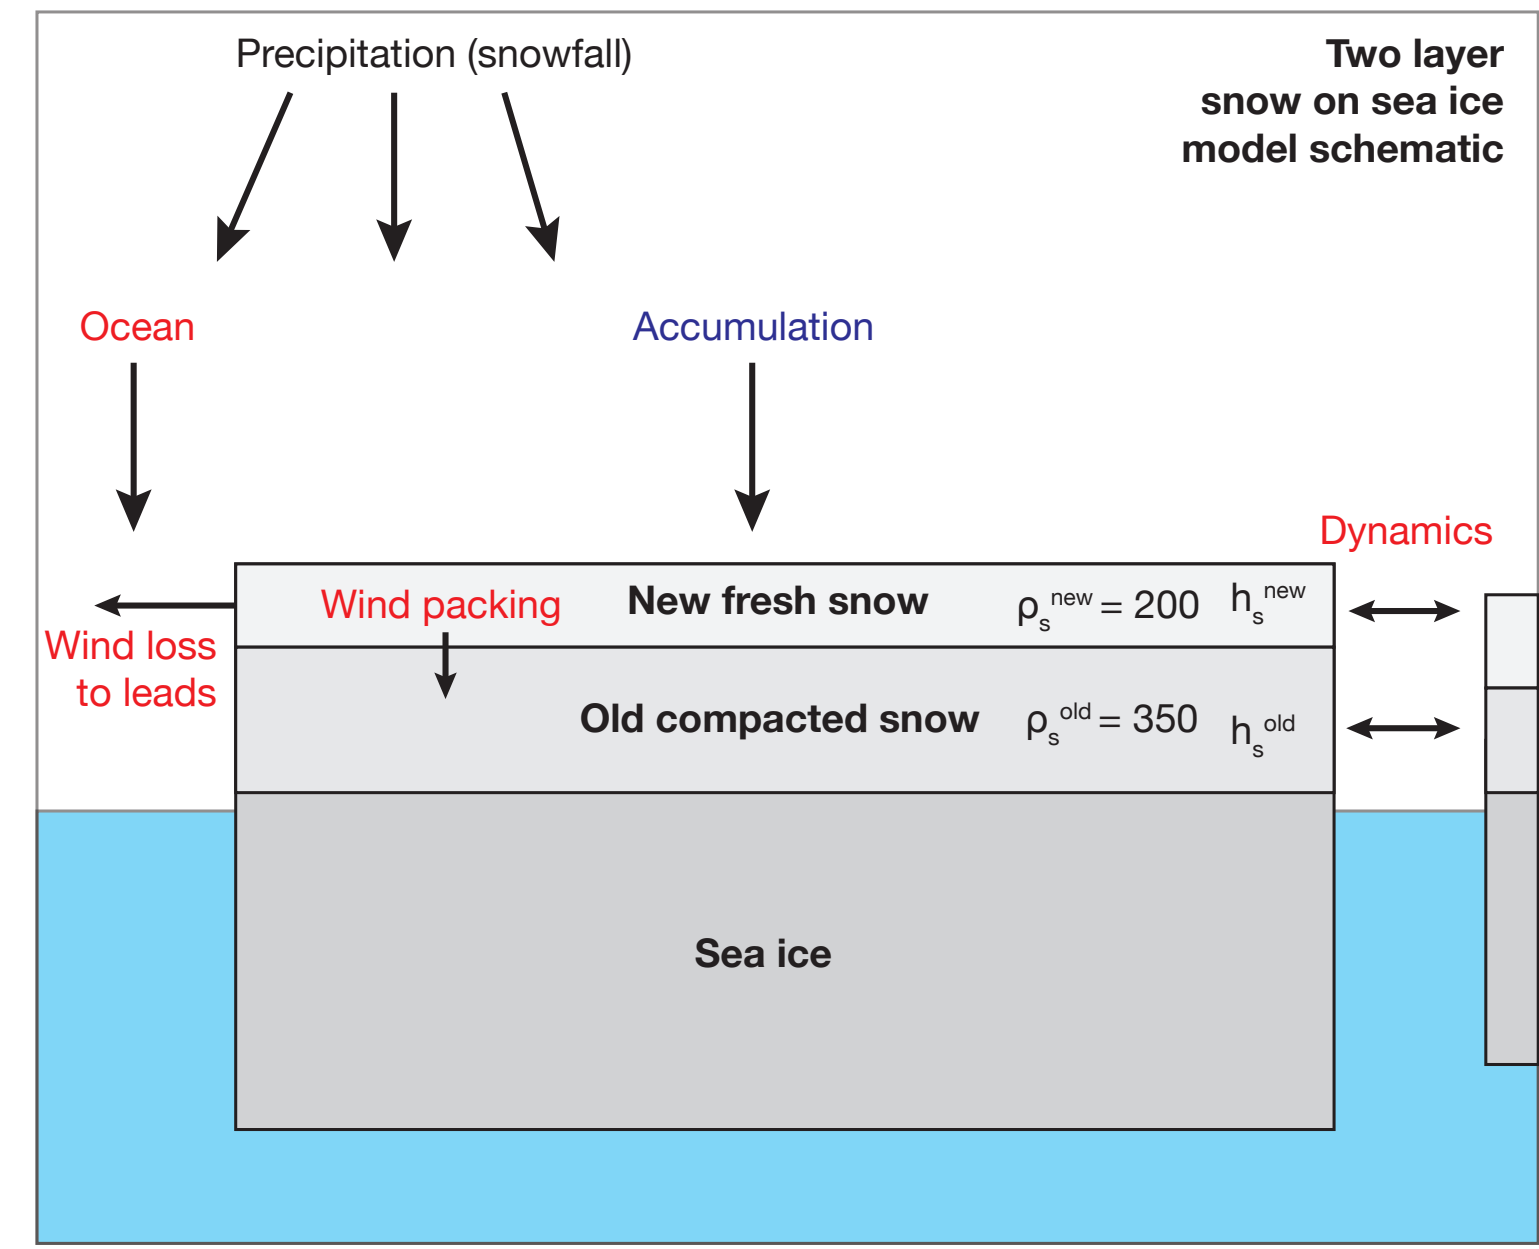 Precipitation (snowfall)
Two layer
snow on sea ice
model schematic
Ocean
Accumulation
Dynamics
Wind packing
New fresh snow
ρₛⁿᵉʷ = 200
hₛⁿᵉʷ
Wind loss
to leads
Old compacted snow
ρₛᵒˡᵈ = 350
hₛᵒˡᵈ
Sea ice